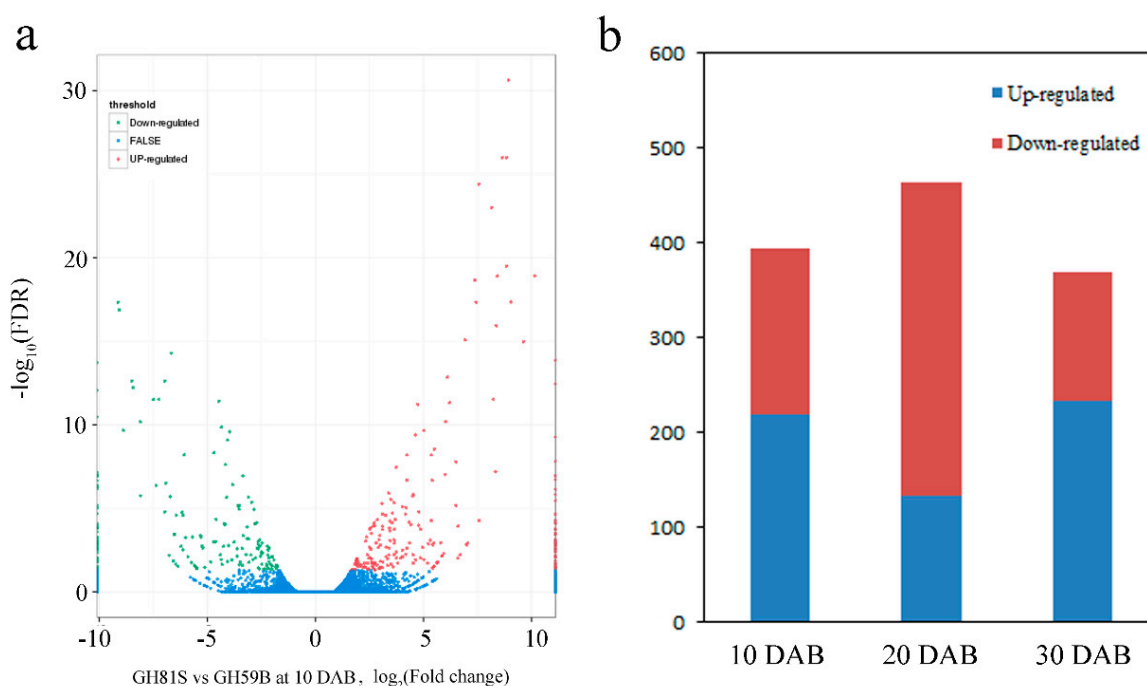 a
30
20
10
0
-log10(FDR)
threshold
Down-regulated
FALSE
UP-regulated
-10
-5
0
5
10
GH81S vs GH59B at 10 DAB, log2(Fold change)
b
600
500
400
300
200
100
0
Up-regulated
Down-regulated
10 DAB
20 DAB
30 DAB